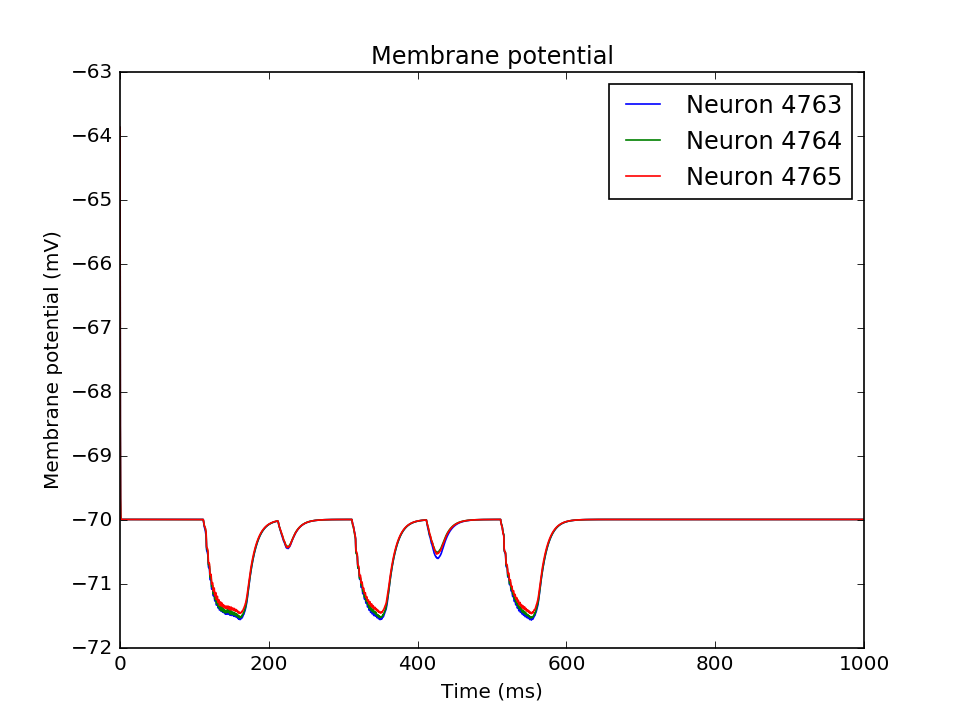 Membrane potential
Neuron 4763
Neuron 4764
Neuron 4765
Membrane potential (mV)
−63
−64
−65
−66
−67
−68
−69
−70
−71
−72
0 200 400 600 800 1000
Time (ms)